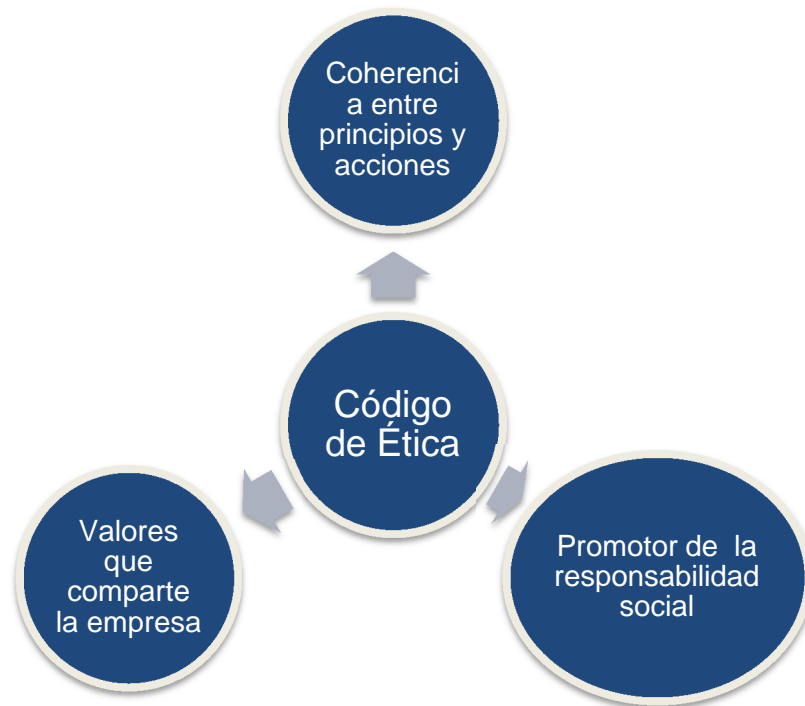 Coherenci
a entre
principios y
acciones
Código
de Ética
Valores
que
comparte
la empresa
Promotor de la
responsabilidad
social